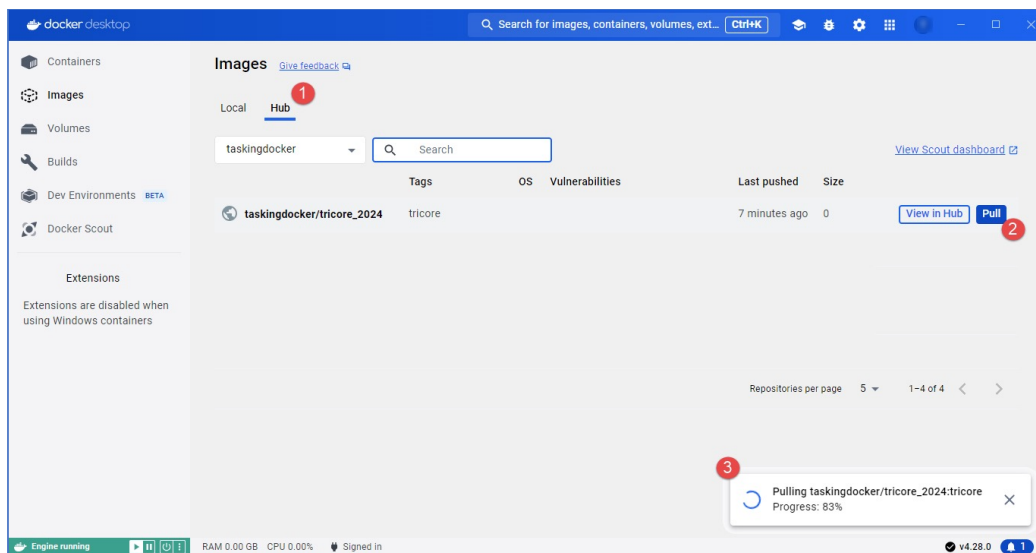 docker desktop
Search for images, containers, volumes, ext... Ctrl+K
Containers
Images
Volumes
Builds
Dev Environments BETA
Docker Scout
Extensions
Extensions are disabled when
using Windows containers
Images Give feedback
1
Local Hub
taskingdocker Search View Scout dashboard
Tags OS Vulnerabilities Last pushed Size
taskingdocker/tricore_2024 tricore 7 minutes ago 0 View in Hub Pull
2
Repositories per page 5 1–4 of 4
3
Pulling taskingdocker/tricore_2024:tricore
Progress: 83%
Engine running RAM 0.00 GB CPU 0.00% Signed in v4.28.0 1